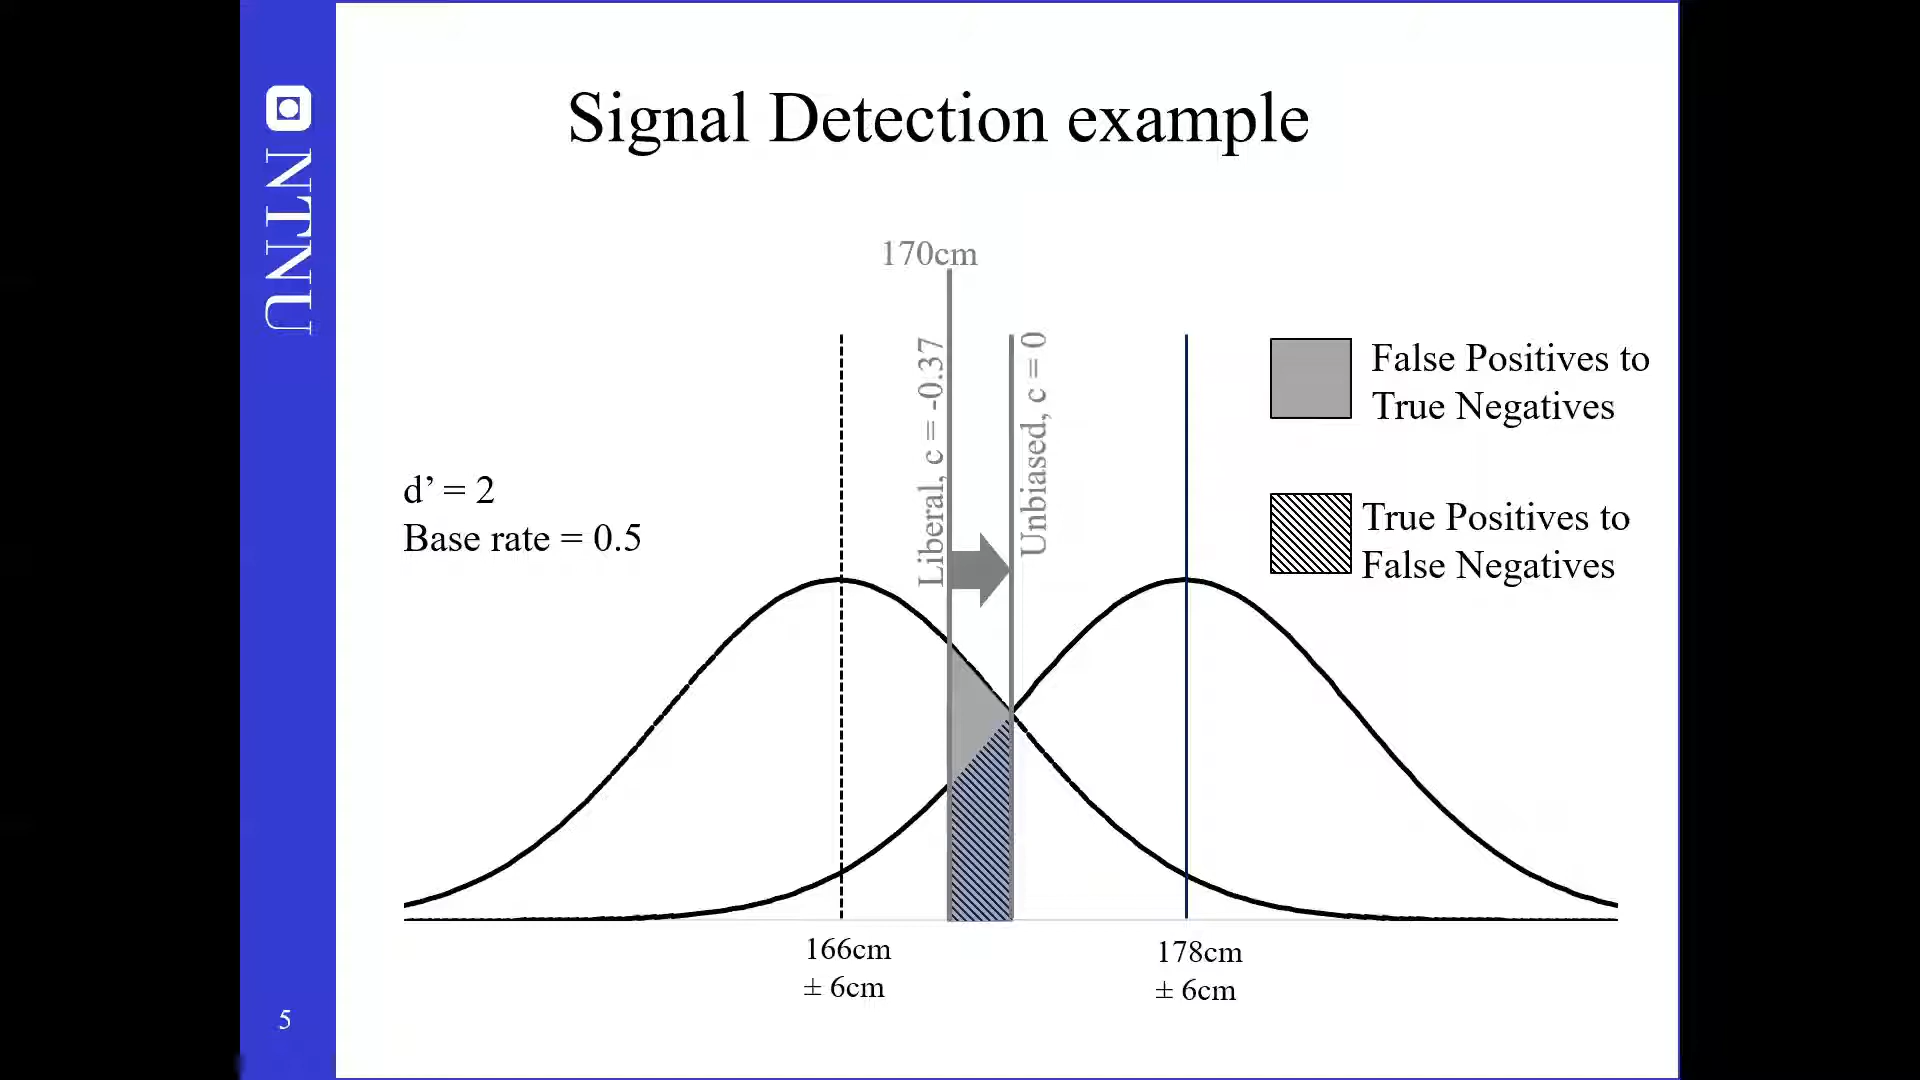 NTNU
Signal Detection example
170cm
Liberal, c = -0.37
Unbiased, c = 0
False Positives to
True Negatives
True Positives to
False Negatives
d’ = 2
Base rate = 0.5
166cm
± 6cm
178cm
± 6cm
5